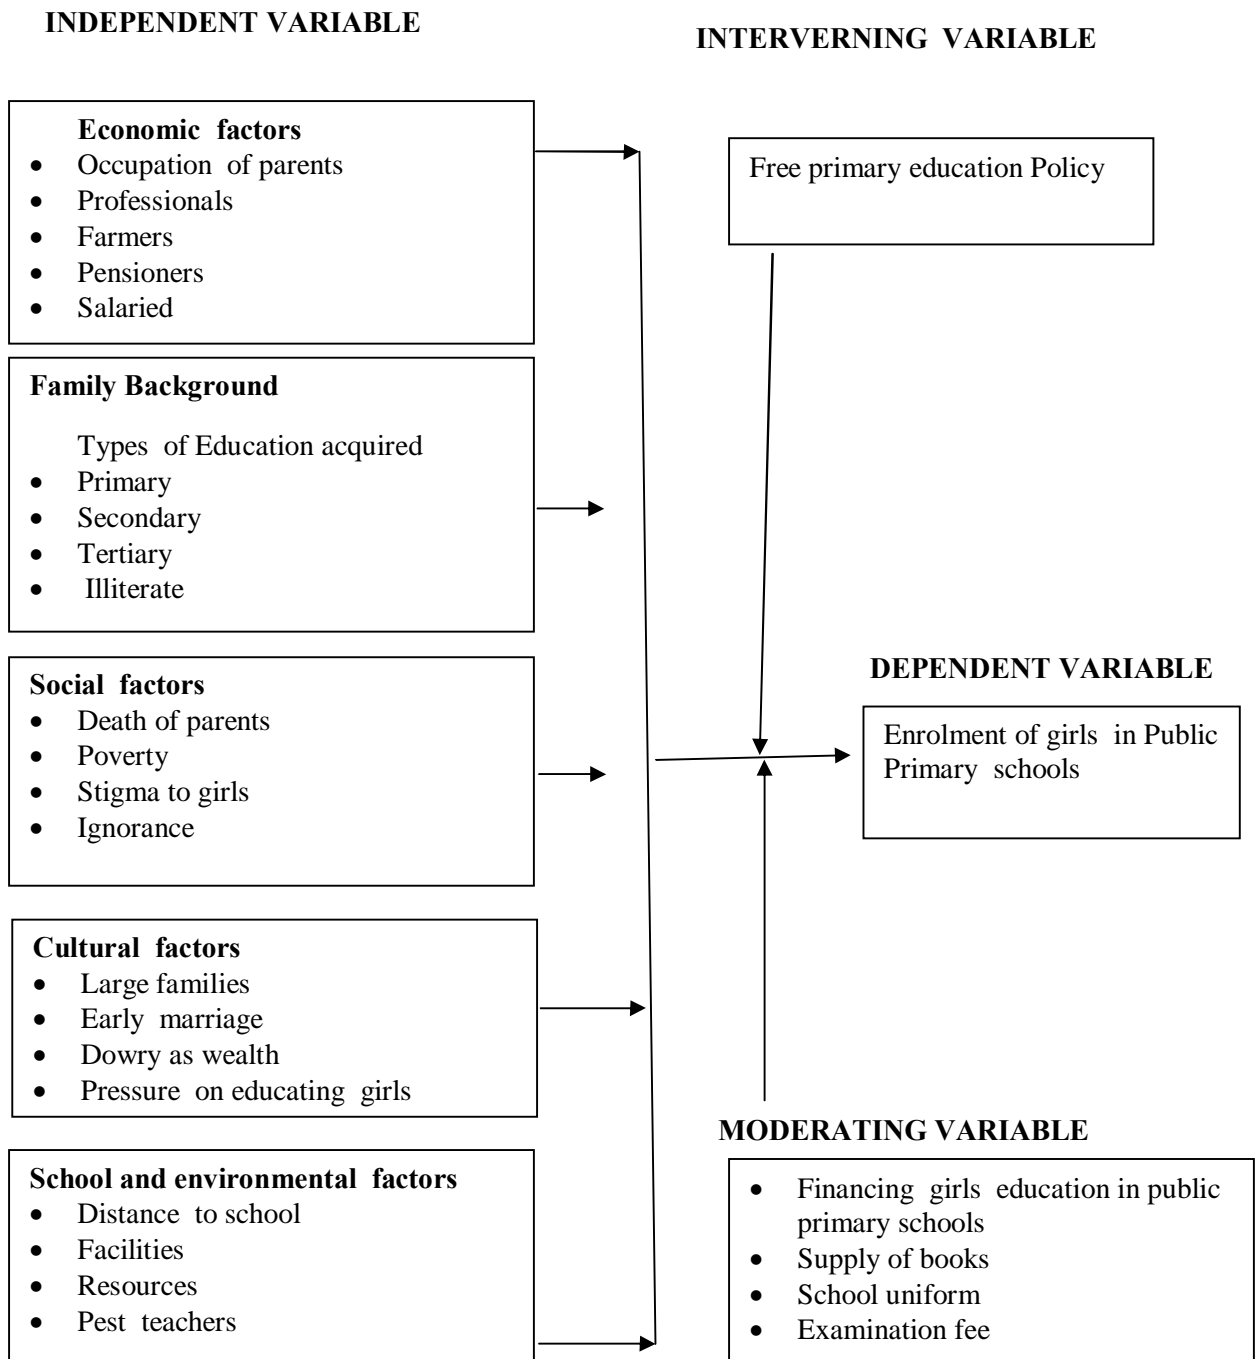 INDEPENDENT VARIABLE
INTERVERNING VARIABLE
Economic factors
• Occupation of parents
• Professionals
• Farmers
• Pensioners
• Salaried
Free primary education Policy
Family Background
Types of Education acquired
• Primary
• Secondary
• Tertiary
• Illiterate
Social factors
• Death of parents
• Poverty
• Stigma to girls
• Ignorance
DEPENDENT VARIABLE
Enrolment of girls in Public
Primary schools
Cultural factors
• Large families
• Early marriage
• Dowry as wealth
• Pressure on educating girls
School and environmental factors
• Distance to school
• Facilities
• Resources
• Pest teachers
MODERATING VARIABLE
• Financing girls education in public
primary schools
• Supply of books
• School uniform
• Examination fee